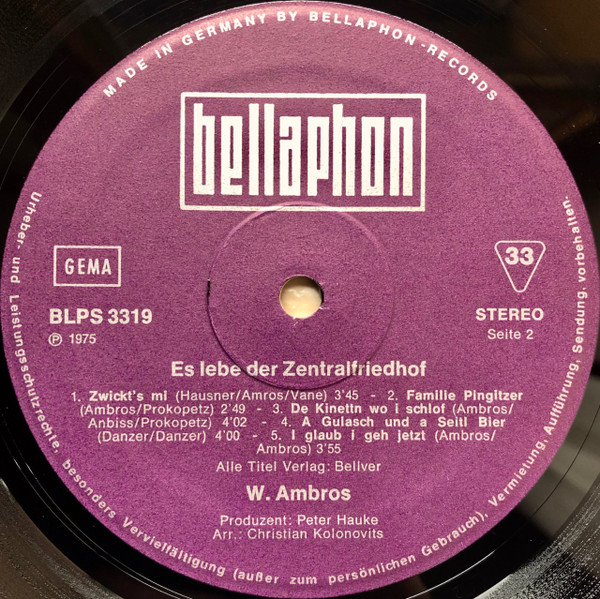 MADE IN GERMANY BY BELLAPHON-RECORDS
bellaphon
GEMA
33
BLPS 3319
STEREO
Ⓟ 1975
Seite 2
Es lebe der Zentralfriedhof
1. Zwickt's mi (Hausner/Amros/Vane) 3'45 - 2. Familie Pingitzer
(Ambros/Prokopetz) 2'49 - 3. De Kinettn wo i schlof (Ambros/
Anbiss/Prokopetz) 4'02 - 4. A Gulasch und a Seitl Bier
(Danzer/Danzer) 4'00 - 5. I glaub i geh jetzt (Ambros/
Ambros) 3'55
Alle Titel Verlag: Bellver
W. Ambros
Produzent: Peter Hauke
Arr.: Christian Kolonovits
Urheber- und Leistungsschutzrechte, besonders Vervielfältigung (außer zum persönlichen Gebrauch), Vermietung, Aufführung, Sendung, vorbehalten.